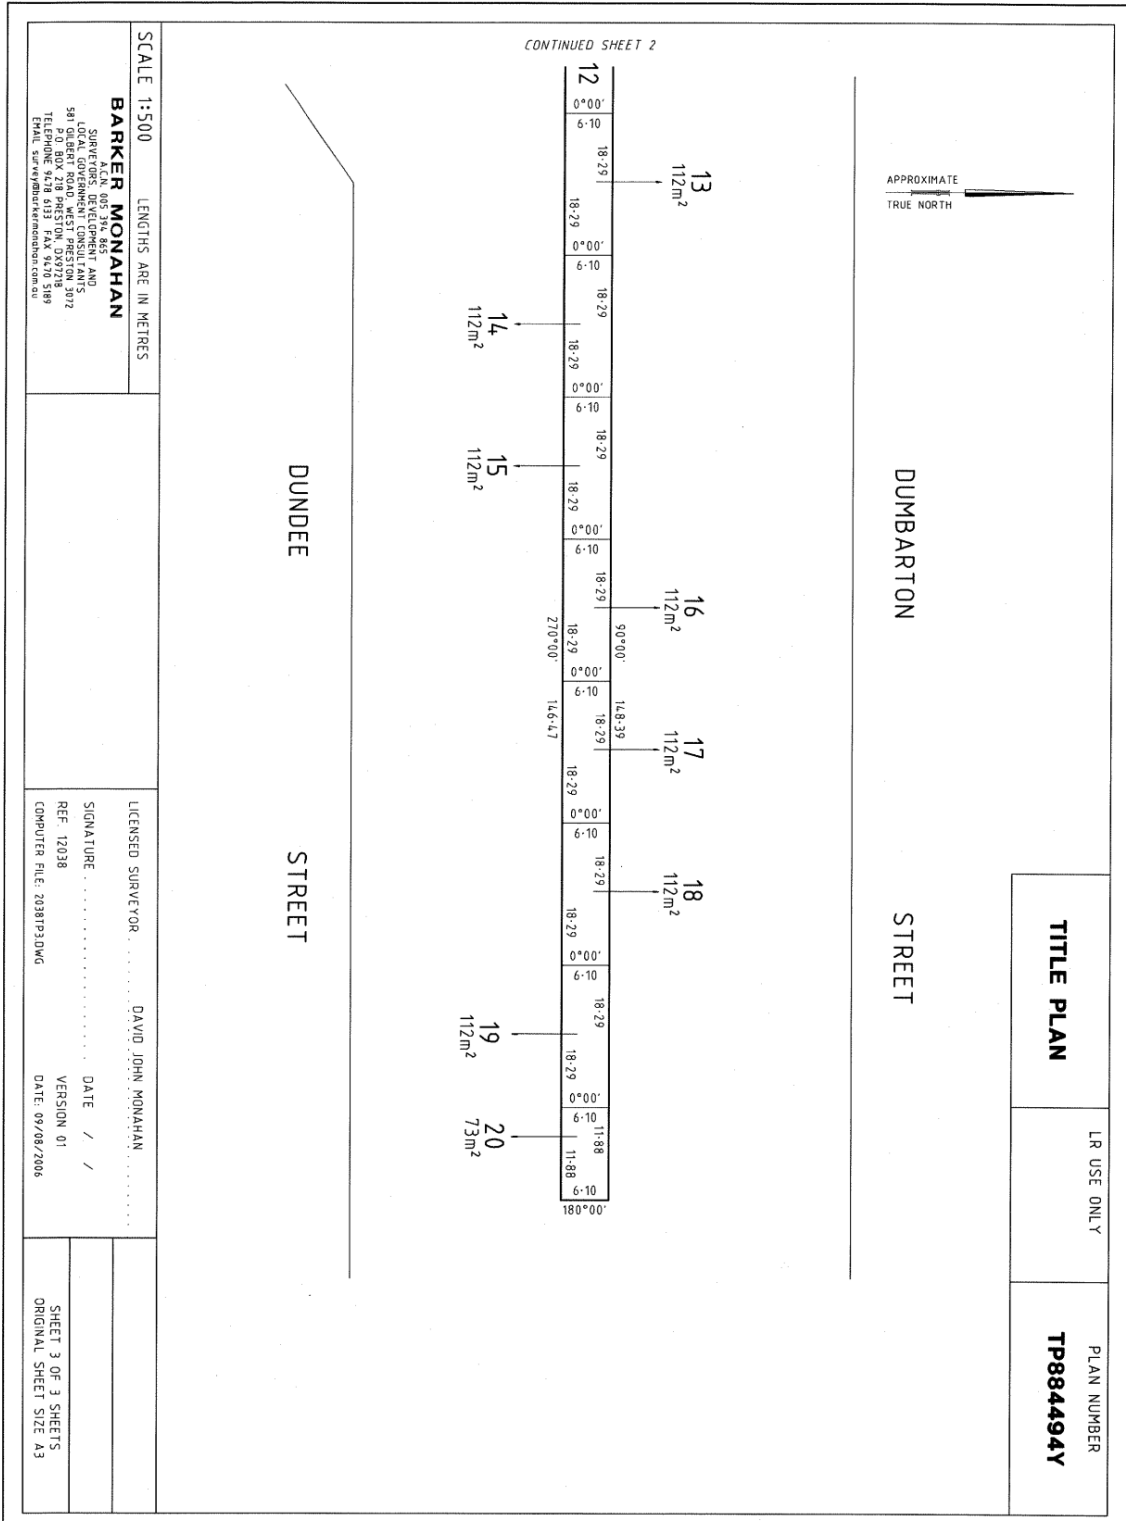 TITLE PLAN
LR USE ONLY
PLAN NUMBER
TP884494Y
APPROXIMATE
TRUE NORTH
DUMBARTON STREET
CONTINUED SHEET 2
12
0°00'
6·10
18·29
13
112m²
18·29
0°00'
6·10
18·29
14
112m²
18·29
0°00'
6·10
18·29
15
112m²
18·29
0°00'
6·10
18·29
16
112m²
90°00'
148·39
270°00'
146·47
18·29
0°00'
6·10
18·29
17
112m²
18·29
0°00'
6·10
18·29
18
112m²
18·29
0°00'
6·10
18·29
19
112m²
18·29
0°00'
6·10
11·88
20
73m²
11·88
6·10
180°00'
DUNDEE STREET
SCALE 1:500
LENGTHS ARE IN METRES
BARKER MONAHAN
A.C.N. 005 394 865
SURVEYORS, DEVELOPMENT AND
LOCAL GOVERNMENT CONSULTANTS
581 GILBERT ROAD, WEST PRESTON 3072
P.O. BOX 218 PRESTON, DX97218
TELEPHONE 9478 6133 FAX 9470 5189
EMAIL survey@barkermonahan.com.au
LICENSED SURVEYOR . . . . . DAVID JOHN MONAHAN
SIGNATURE . . . . . . . . . . . . . . DATE / /
REF. 12038 VERSION 01
COMPUTER FILE: 2038TP3.DWG DATE: 09/08/2006
SHEET 3 OF 3 SHEETS
ORIGINAL SHEET SIZE A3